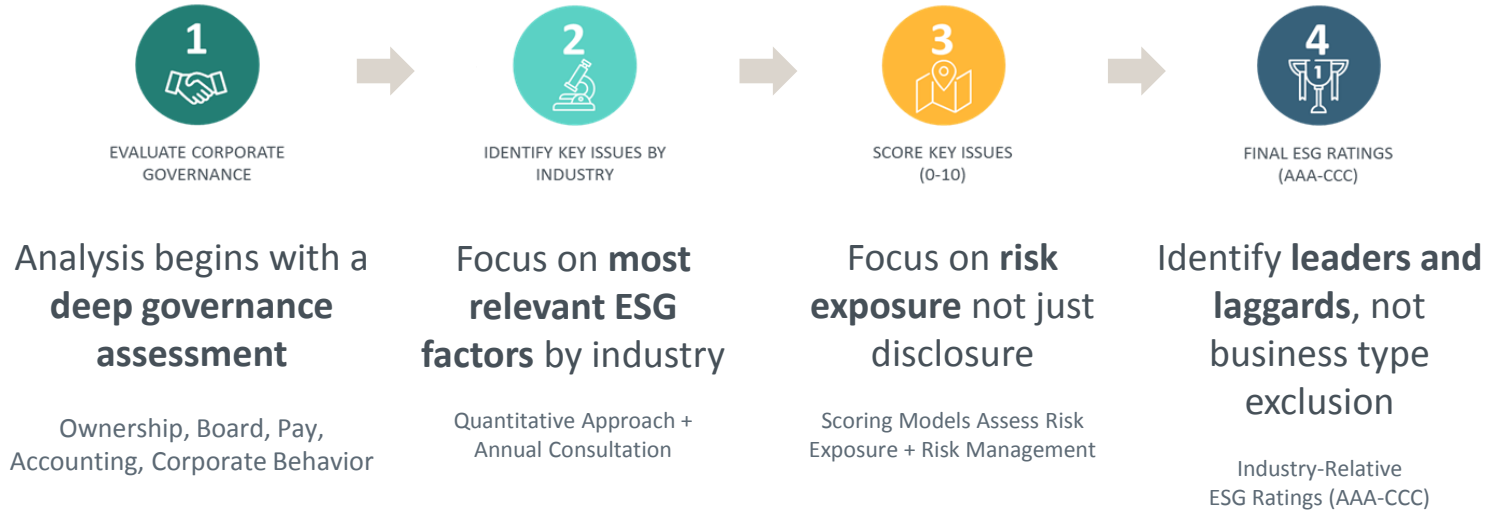 1
EVALUATE CORPORATE
GOVERNANCE
Analysis begins with a
deep governance
assessment
Ownership, Board, Pay,
Accounting, Corporate Behavior
2
IDENTIFY KEY ISSUES BY
INDUSTRY
Focus on most
relevant ESG
factors by industry
Quantitative Approach +
Annual Consultation
3
SCORE KEY ISSUES
(0-10)
Focus on risk
exposure not just
disclosure
Scoring Models Assess Risk
Exposure + Risk Management
4
1
FINAL ESG RATINGS
(AAA-CCC)
Identify leaders and
laggards, not
business type
exclusion
Industry-Relative
ESG Ratings (AAA-CCC)